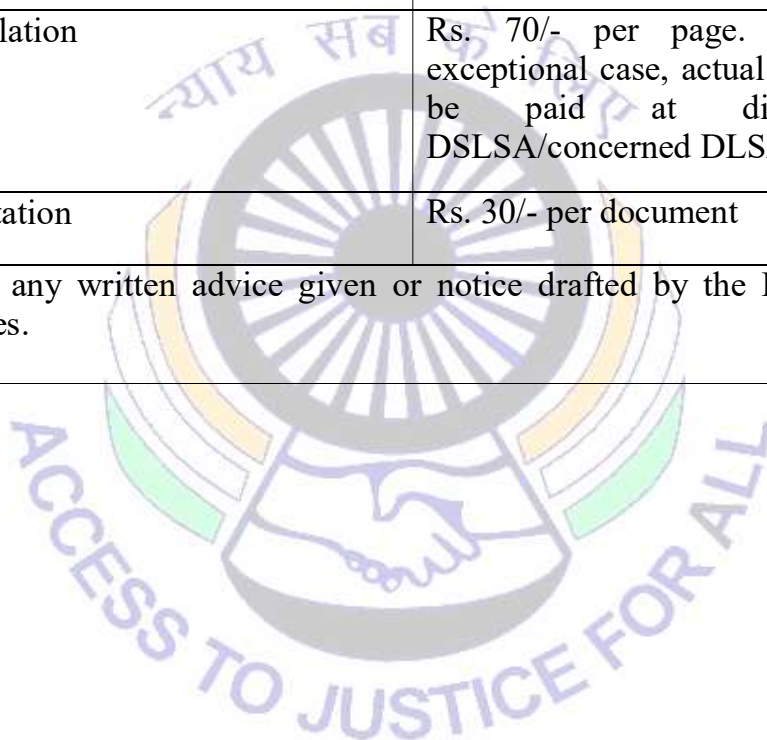 lation
Rs. 70/- per page.
exceptional case, actual
be paid at di
DSLSA/concerned DLS
tation
Rs. 30/- per document
any written advice given or notice drafted by the
es.
न्याय सब के लिए
ACCESS TO JUSTICE FOR ALL